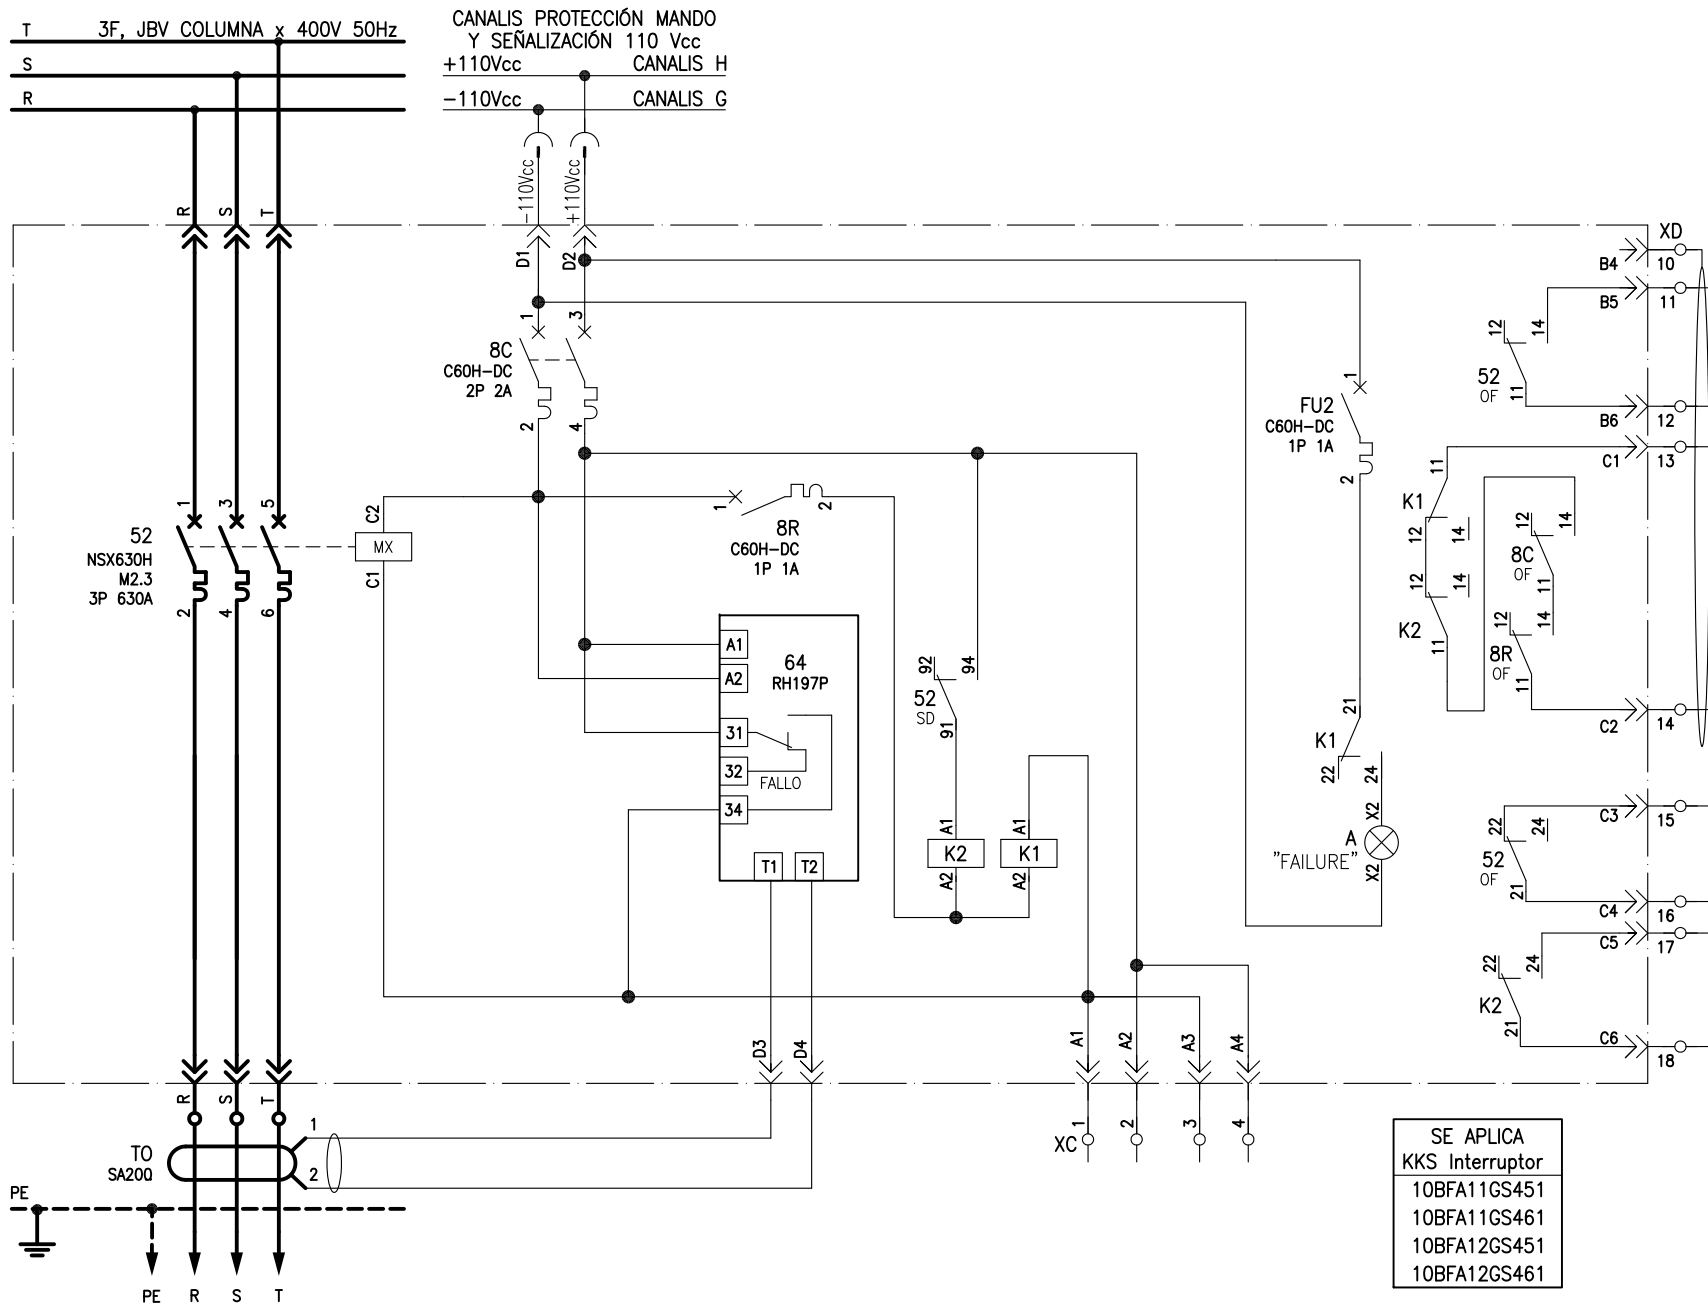 T 3F, JBV COLUMNA x 400V 50Hz
S
R
CANALIS PROTECCIÓN MANDO
Y SEÑALIZACIÓN 110 Vcc
+110Vcc CANALIS H
-110Vcc CANALIS G
-110Vcc
+110Vcc
R S T
D1 D2
1 3
8C
C60H-DC
2P 2A
2 4
1
FU2
C60H-DC
1P 1A
2
XD
B4 10
B5 11
12 14
52
OF
11
B6 12
C1 13
11
K1
12 14
12 14
K2
11
12 14
8C
OF
11
12 14
8R
OF
11
C2 14
1 3 5
52
NSX630H
M2.3
3P 630A
2 4 6
C2
MX
C1
1 2
8R
C60H-DC
1P 1A
A1
A2
64
RH197P
31
32
FALLO
34
T1 T2
92 94
52
SD
91
A1 A1
K2 K1
A2 A2
21
K1
22 24
X2
A
"FAILURE"
X2
C3 15
22 24
52
OF
21
C4 16
C5 17
22 24
K2
21
C6 18
D3 D4
A1 A2 A3 A4
R S T
1
TO
SA200
2
XC 1 2 3 4
PE
PE R S T
SE APLICA
KKS Interruptor
10BFA11GS451
10BFA11GS461
10BFA12GS451
10BFA12GS461